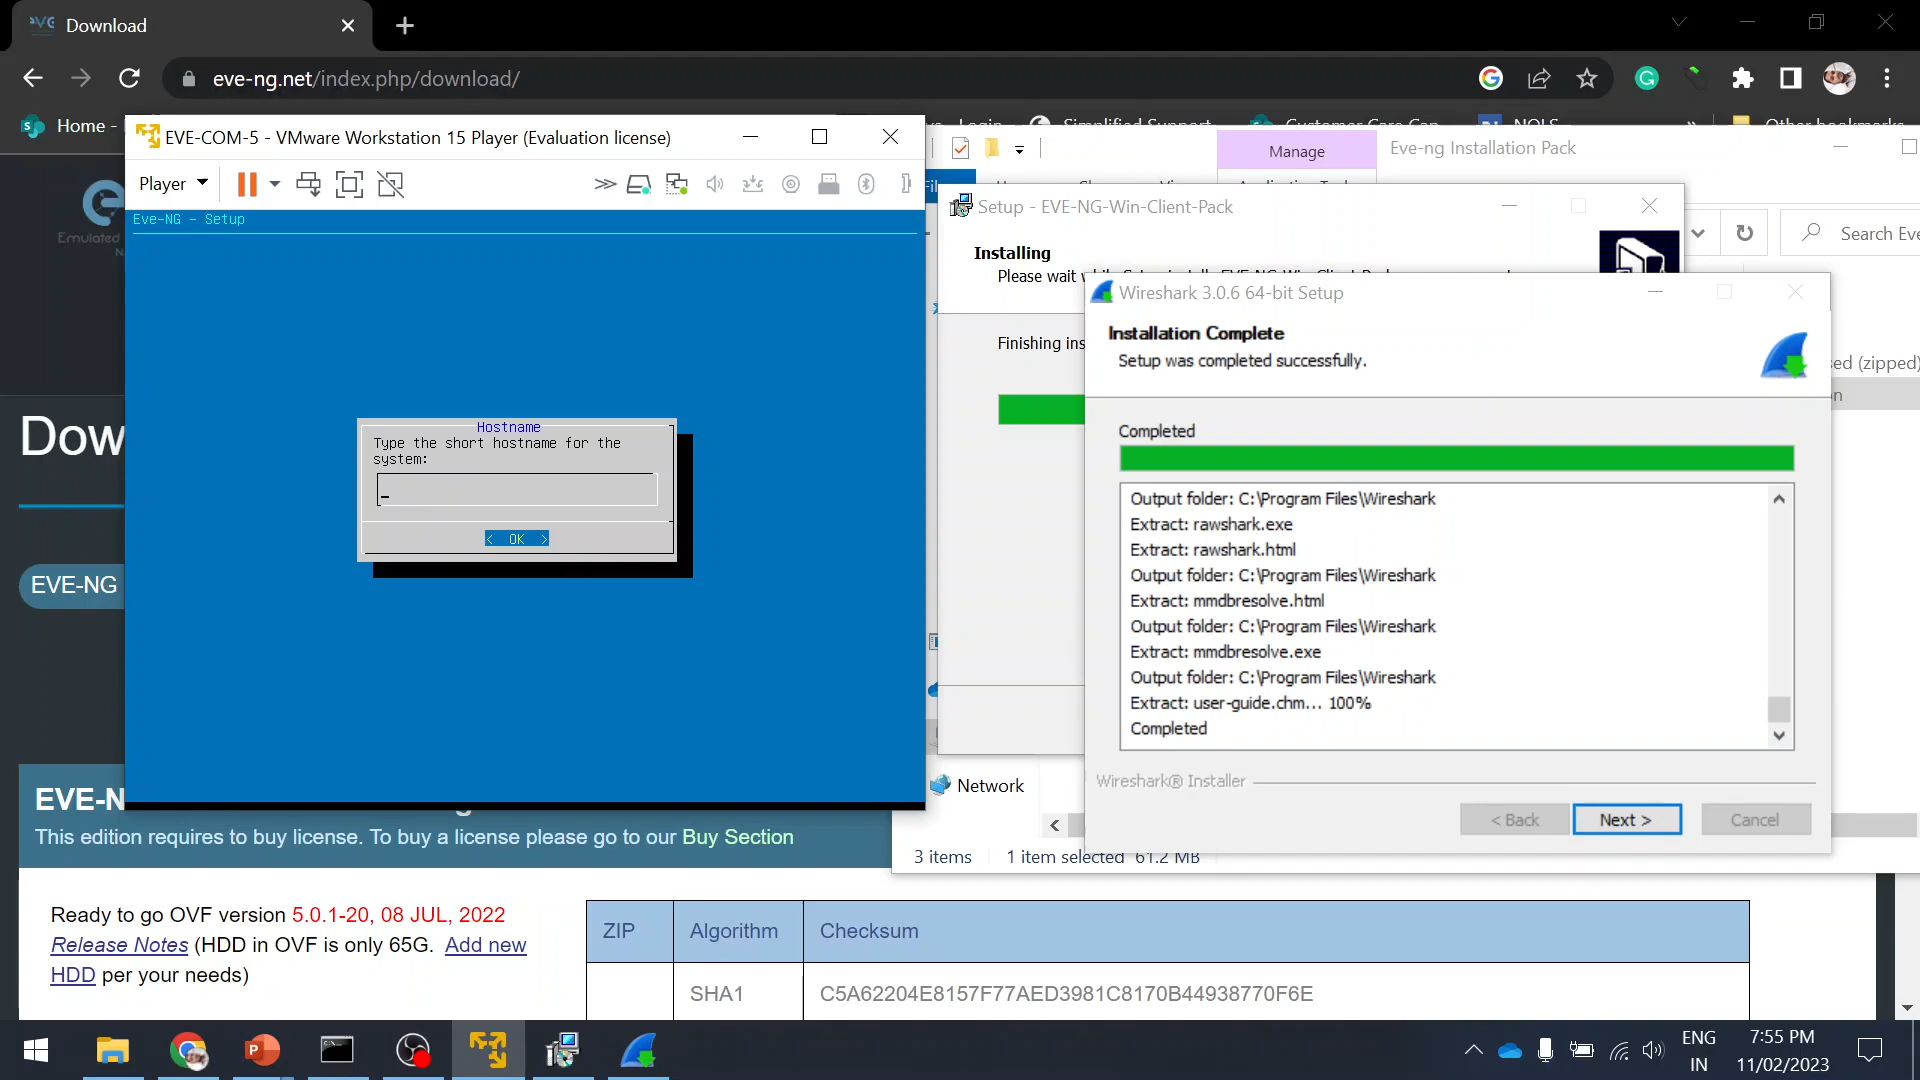 Download
eve-ng.net/index.php/download/
Home -
Other bookmarks
EVE-COM-5 - VMware Workstation 15 Player (Evaluation license)
Player
Eve-NG - Setup
Hostname
Type the short hostname for the
system:
< OK >
Manage
Eve-ng Installation Pack
Search Eve
Setup - EVE-NG-Win-Client-Pack
Installing
Please wait
Finishing ins
Wireshark 3.0.6 64-bit Setup
Installation Complete
Setup was completed successfully.
Completed
Output folder: C:\Program Files\Wireshark
Extract: rawshark.exe
Extract: rawshark.html
Output folder: C:\Program Files\Wireshark
Extract: mmdbresolve.html
Output folder: C:\Program Files\Wireshark
Extract: mmdbresolve.exe
Output folder: C:\Program Files\Wireshark
Extract: user-guide.chm... 100%
Completed
Wireshark® Installer
< Back
Next >
Cancel
sed (zipped)
Network
3 items
1 item selected 61.2 MB
Emulated
Dow
EVE-NG
EVE-N
This edition requires to buy license. To buy a license please go to our Buy Section
Ready to go OVF version 5.0.1-20, 08 JUL, 2022
Release Notes (HDD in OVF is only 65G. Add new
HDD per your needs)
ZIP Algorithm Checksum
SHA1 C5A62204E8157F77AED3981C8170B44938770F6E
ENG
IN
7:55 PM
11/02/2023